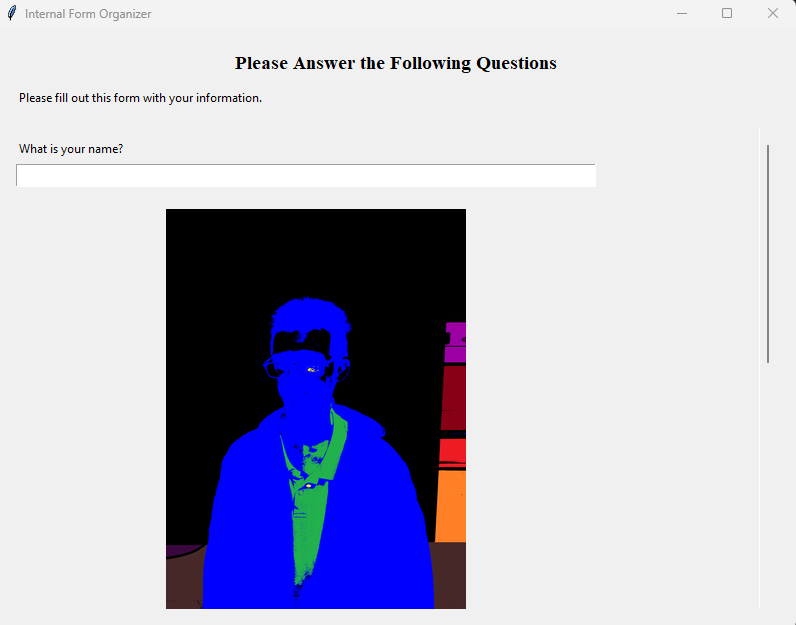 Internal Form Organizer
Please Answer the Following Questions
Please fill out this form with your information.
What is your name?